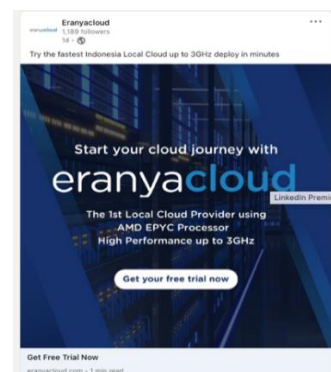 eranyacloud
Eranyacloud
1,189 followers
1d •
Try the fastest Indonesia Local Cloud up to 3GHz deploy in minutes
Start your cloud journey with
eranyacloud
LinkedIn Premi
The 1st Local Cloud Provider using
AMD EPYC Processor
High Performance up to 3GHz
Get your free trial now
Get Free Trial Now
eranyacloud.com • 1 min read